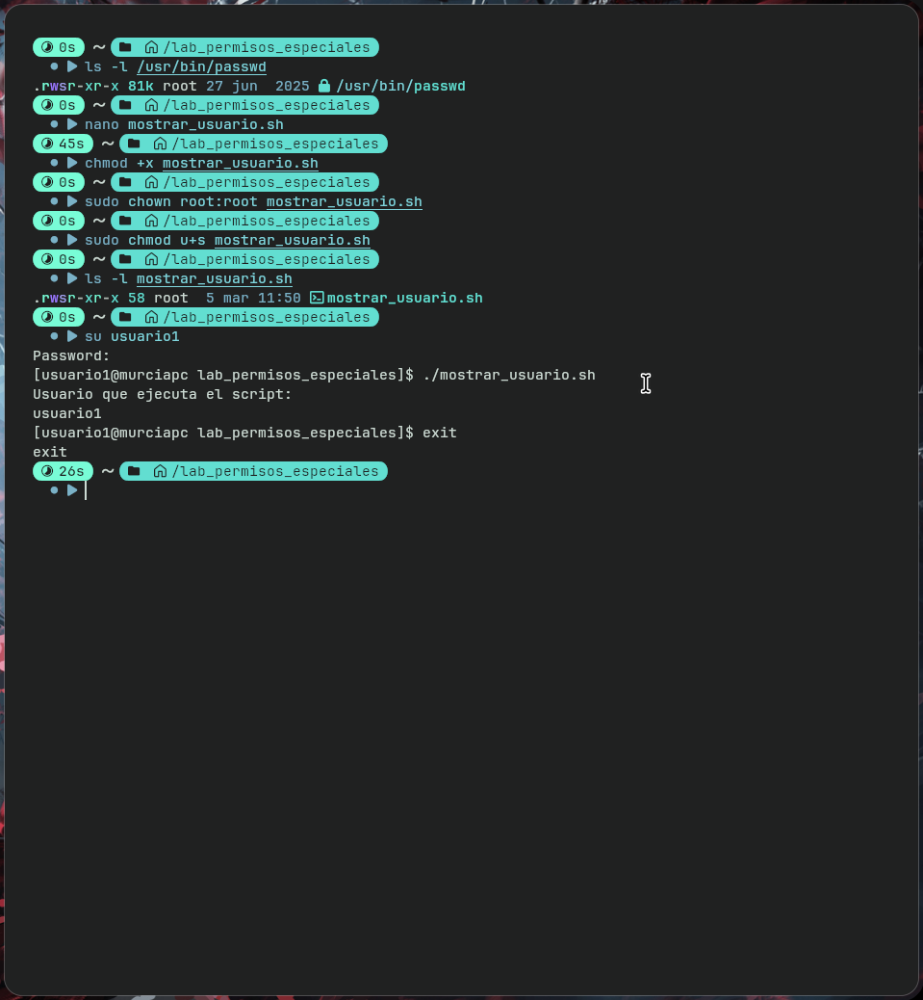 0s ~ /lab_permisos_especiales
ls -l /usr/bin/passwd
.rwsr-xr-x 81k root 27 jun  2025 /usr/bin/passwd
0s ~ /lab_permisos_especiales
nano mostrar_usuario.sh
45s ~ /lab_permisos_especiales
chmod +x mostrar_usuario.sh
0s ~ /lab_permisos_especiales
sudo chown root:root mostrar_usuario.sh
0s ~ /lab_permisos_especiales
sudo chmod u+s mostrar_usuario.sh
0s ~ /lab_permisos_especiales
ls -l mostrar_usuario.sh
.rwsr-xr-x 58 root  5 mar 11:50 mostrar_usuario.sh
0s ~ /lab_permisos_especiales
su usuario1
Password:
[usuario1@murciapc lab_permisos_especiales]$ ./mostrar_usuario.sh
Usuario que ejecuta el script:
usuario1
[usuario1@murciapc lab_permisos_especiales]$ exit
exit
26s ~ /lab_permisos_especiales